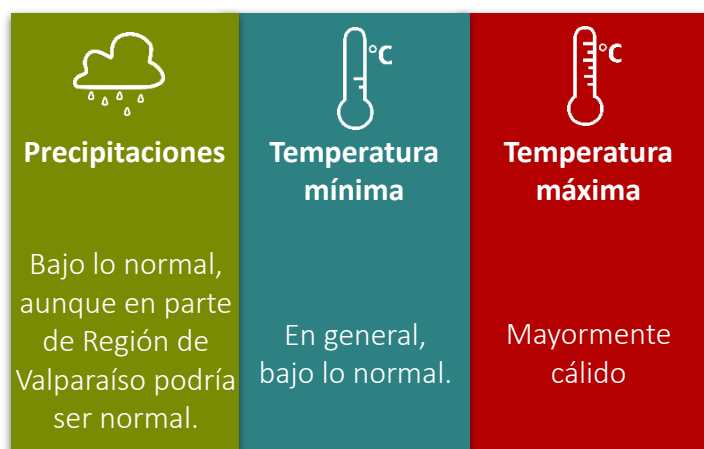 Precipitaciones
Bajo lo normal,
aunque en parte
de Región de
Valparaíso podría
ser normal.
°C
Temperatura
mínima
En general,
bajo lo normal.
°C
Temperatura
máxima
Mayormente
cálido